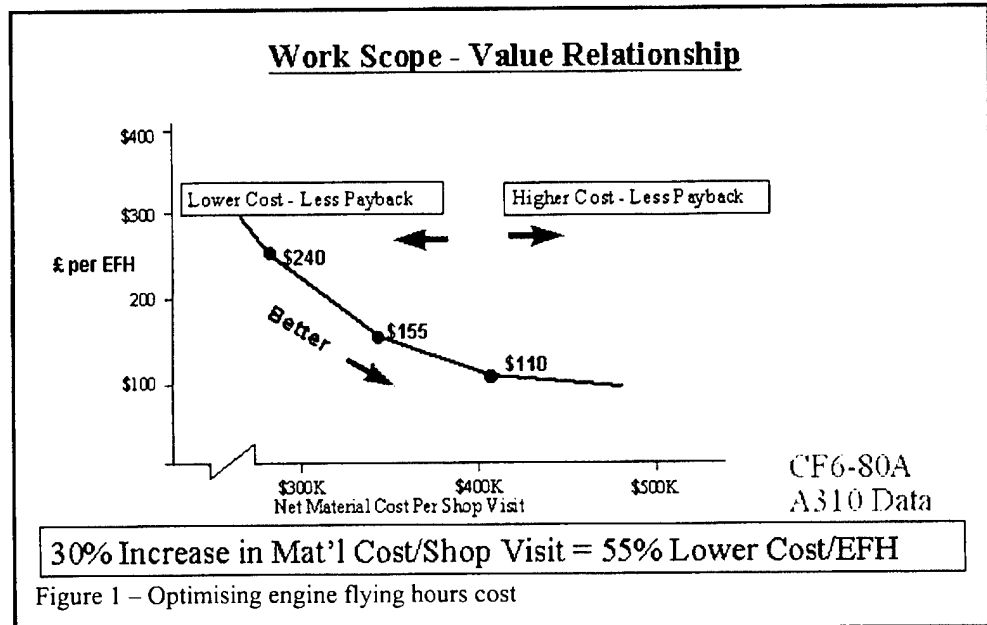 Work Scope - Value Relationship
$400
Lower Cost - Less Payback
Higher Cost - Less Payback
$300
£ per EFH
$240
200
Better
$155
$110
$100
$300K
$400K
$500K
Net Material Cost Per Shop Visit
CF6-80A
A310 Data
30% Increase in Mat'l Cost/Shop Visit = 55% Lower Cost/EFH
Figure 1 – Optimising engine flying hours cost